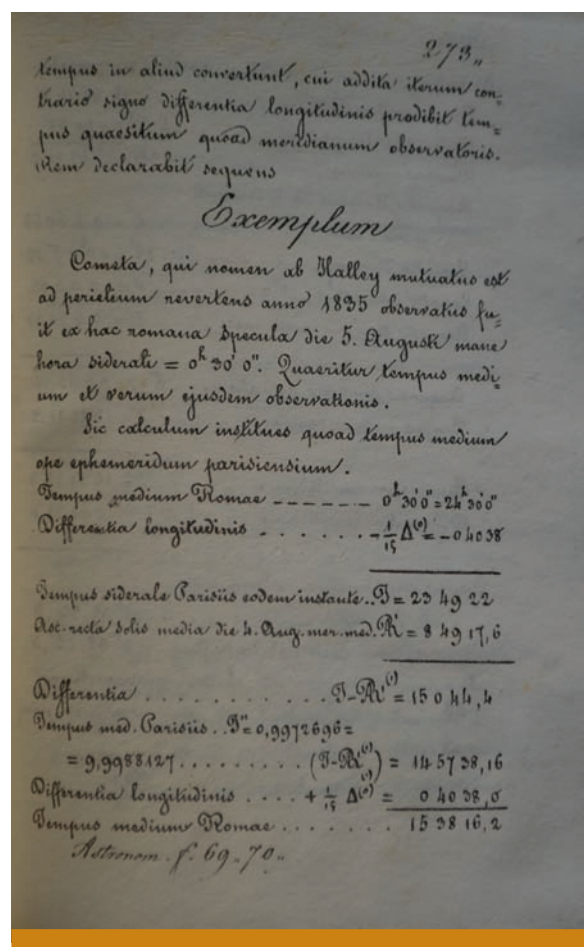 273„
tempus in aliud convertunt, cui addita iterum con=
trario signo differentia longitudinis prodibit tem=
pus quaesitum quoad meridianum observatoris.
Rem declarabit sequens
Exemplum
Cometa, qui nomen ab Halley mutuatus est
ad perielium revertens anno 1835 observatus fu=
it ex hac romana specula die 5. Augusti mane
hora siderali = 0ʰ 30' 0". Quaeritur tempus medi=
um et verum ejusdem observationis.
Sic calculum institues quoad tempus medium
ope ephemeridum parisiensium.
Tempus medium Romae ------- 0ʰ 30' 0" = 24ʰ 30' 0"
Differentia longitudinis . . . . . . -1/15 Δ⁽°⁾ = - 0 40 38
Tempus siderale Parisiis eodem instante .. T = 23 49 22
Asc. recta Solis media die 4. Aug. mer. med. Æ' = 8 49 17,6
Differentia . . . . . . . . . . . T-Æ'⁽¹⁾ = 15 0 44,4
Tempus med. Parisiis .. T" = 0,9972696 =
= 9,9988127 . . . . . . . . . (T-Æ'⁽¹⁾) = 14 57 38,16
Differentia longitudinis . . . . + 1/15 Δ⁽°⁾ = 0 40 38,0
Tempus medium Romae . . . . . . . 15 38 16,2
Astronom. f. 69„ 70„